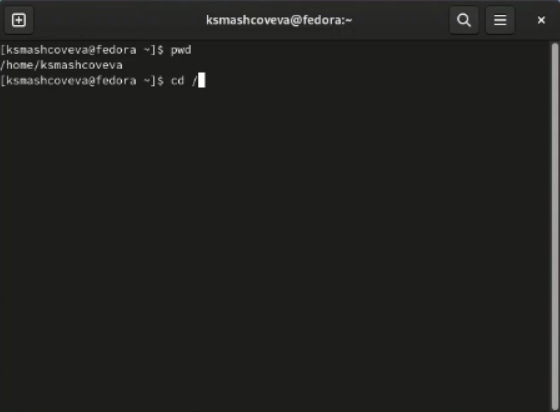 ksmashcoveva@fedora:~
[ksmashcoveva@fedora ~]$ pwd
/home/ksmashcoveva
[ksmashcoveva@fedora ~]$ cd /